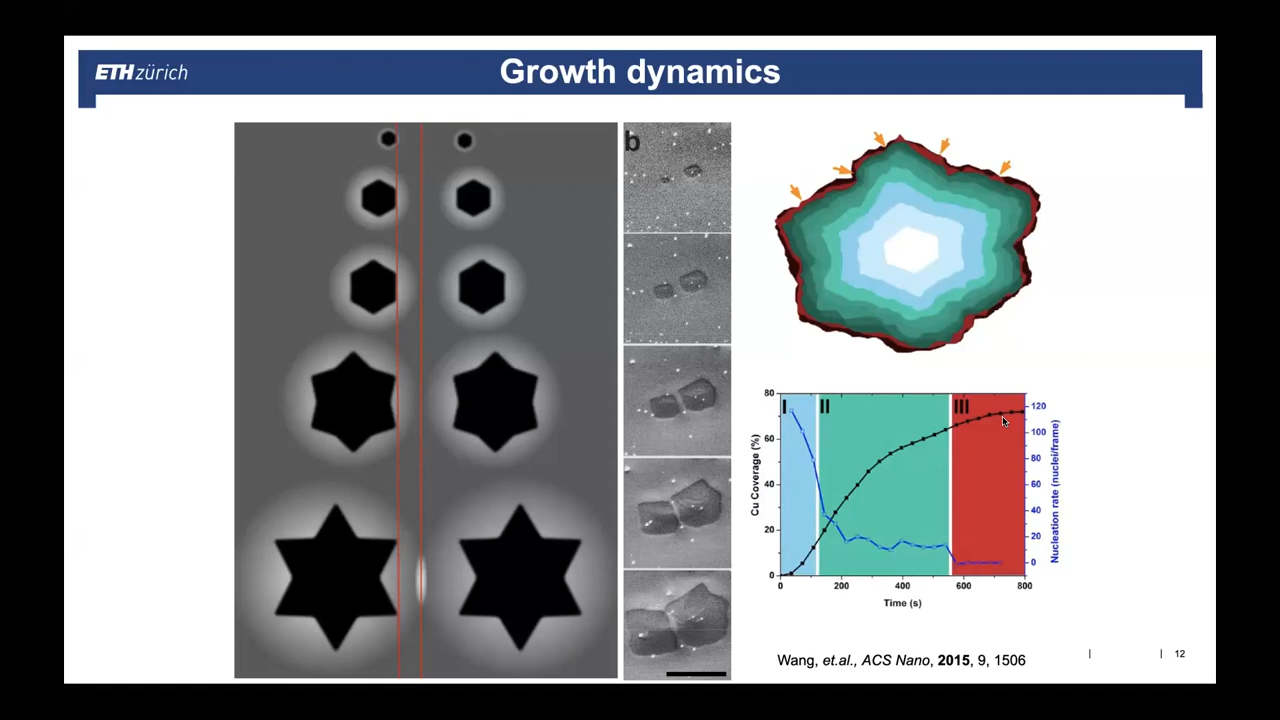 ETH zürich
Growth dynamics
b
I II III
80
60
40
20
0
Cu Coverage (%)
0 200 400 600 800
Time (s)
120
100
80
60
40
20
0
Nucleation rate (nuclei/frame)
Wang, et.al., ACS Nano, 2015, 9, 1506
12